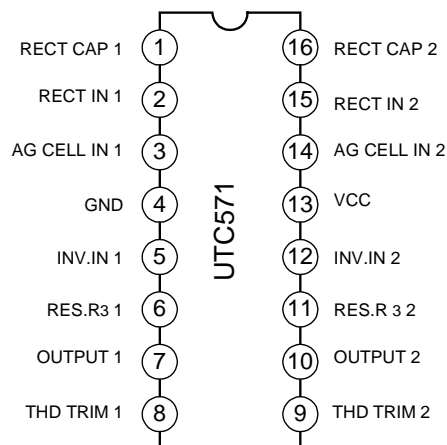 RECT CAP 1 1 16 RECT CAP 2
RECT IN 1 2 15 RECT IN 2
AG CELL IN 1 3 14 AG CELL IN 2
GND 4 13 VCC
INV.IN 1 5 12 INV.IN 2
RES.R3 1 6 11 RES.R 3 2
OUTPUT 1 7 10 OUTPUT 2
THD TRIM 1 8 9 THD TRIM 2
UTC571